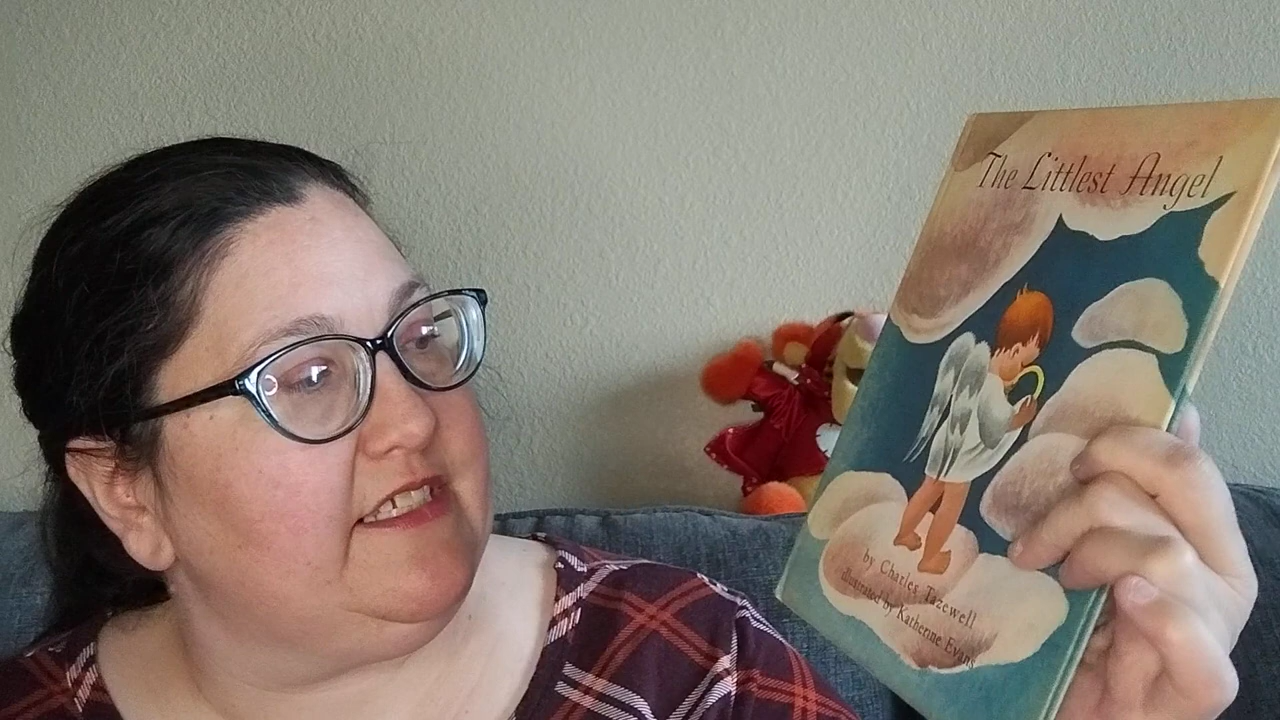 The Littlest Angel
by Charles Tazewell
illustrated by Katherine Evans